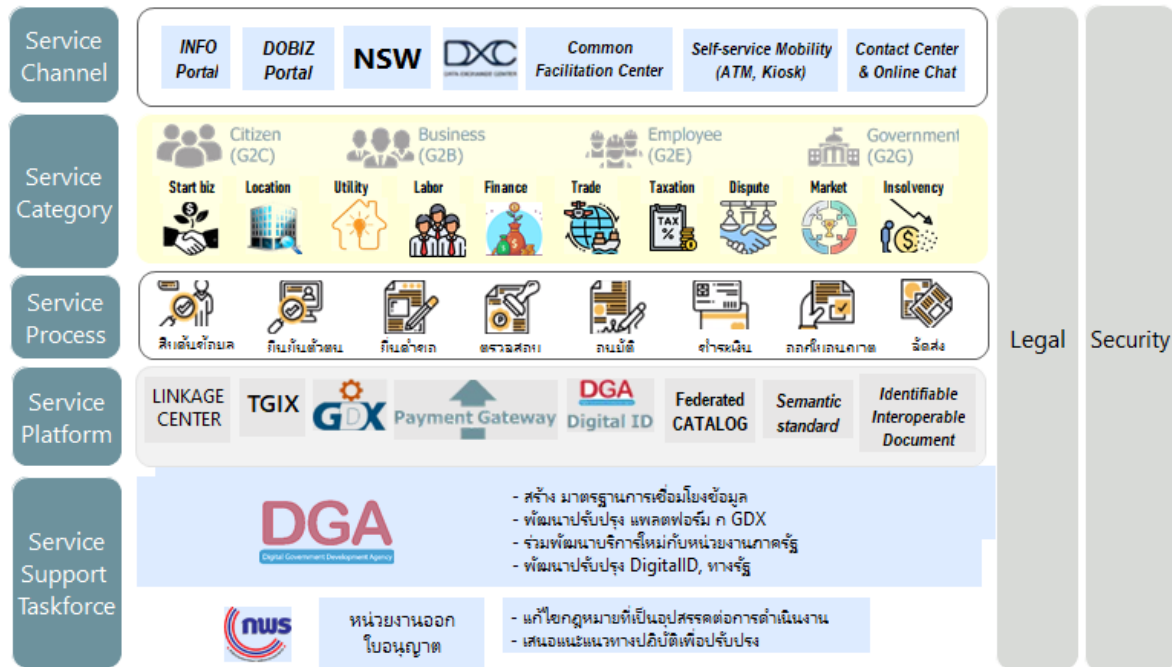 Service
Channel
INFO
Portal
DOBIZ
Portal
NSW
DXC
DATA EXCHANGE CENTER
Common
Facilitation Center
Self-service Mobility
(ATM, Kiosk)
Contact Center
& Online Chat
Service
Category
Citizen
(G2C)
Business
(G2B)
Employee
(G2E)
Government
(G2G)
Start biz
Location
Utility
Labor
Finance
Trade
Taxation
Dispute
Market
Insolvency
TAX
%
Service
Process
สืบค้นข้อมูล
ยืนยันตัวตน
ยื่นคำขอ
ตรวจสอบ
อนุมัติ
ชำระเงิน
ออกใบอนุญาต
จัดส่ง
Legal
Security
Service
Platform
LINKAGE
CENTER
TGIX
GDX
Payment Gateway
DGA
Digital ID
Federated
CATALOG
Semantic
standard
Identifiable
Interoperable
Document
Service
Support
Taskforce
DGA
Digital Government Development Agency
- สร้าง มาตรฐานการเชื่อมโยงข้อมูล
- พัฒนาปรับปรุง แพลตฟอร์ม ก GDX
- ร่วมพัฒนาบริการใหม่กับหน่วยงานภาครัฐ
- พัฒนาปรับปรุง DigitalID, ทางรัฐ
กพร
หน่วยงานออก
ใบอนุญาต
- แก้ไขกฎหมายที่เป็นอุปสรรคต่อการดำเนินงาน
- เสนอแนะแนวทางปฏิบัติเพื่อปรับปรุง